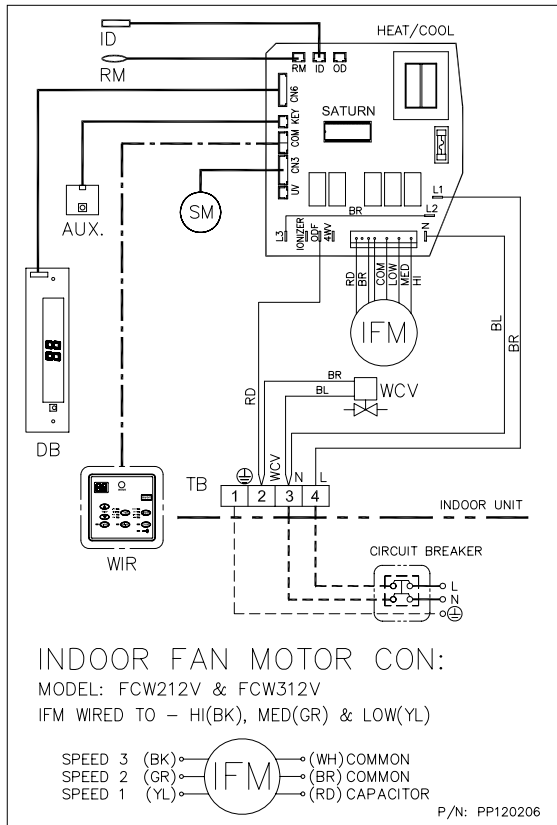 ID
RM
HEAT/COOL
RM ID OD
CN6
KEY
COM
CN3
UV
SATURN
AUX.
SM
L1
L2
BR
L3
IONIZER
ODF
4WV
N
RD
BR
COM
LOW
MED
HI
IFM
BL
BR
88
DB
RD
BR
BL
WCV
WCV
N
L
TB
1 2 3 4
INDOOR UNIT
WIR
CIRCUIT BREAKER
L
N
INDOOR FAN MOTOR CON:
MODEL: FCW212V & FCW312V
IFM WIRED TO – HI(BK), MED(GR) & LOW(YL)
SPEED 3 (BK)
SPEED 2 (GR)
SPEED 1 (YL)
IFM
(WH) COMMON
(BR) COMMON
(RD) CAPACITOR
P/N: PP120206